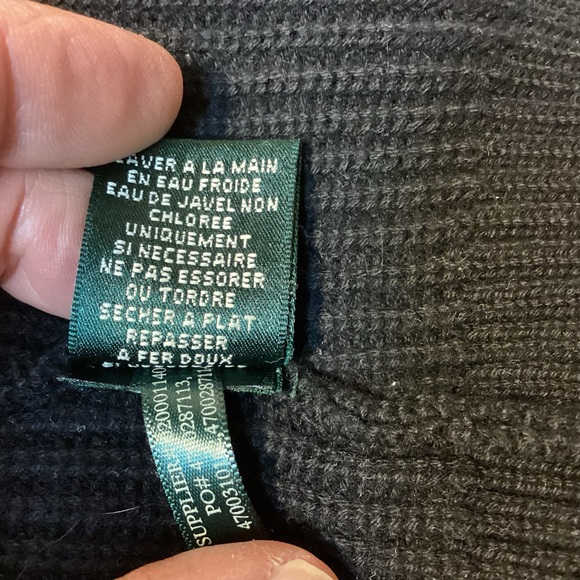 LAVER A LA MAIN
EN EAU FROIDE
EAU DE JAVEL NON
CHLOREE
UNIQUEMENT
SI NECESSAIRE
NE PAS ESSORER
OU TORDRE
SECHER A PLAT
REPASSER
A FER DOUX
SUPPLIER
PO#
4700310